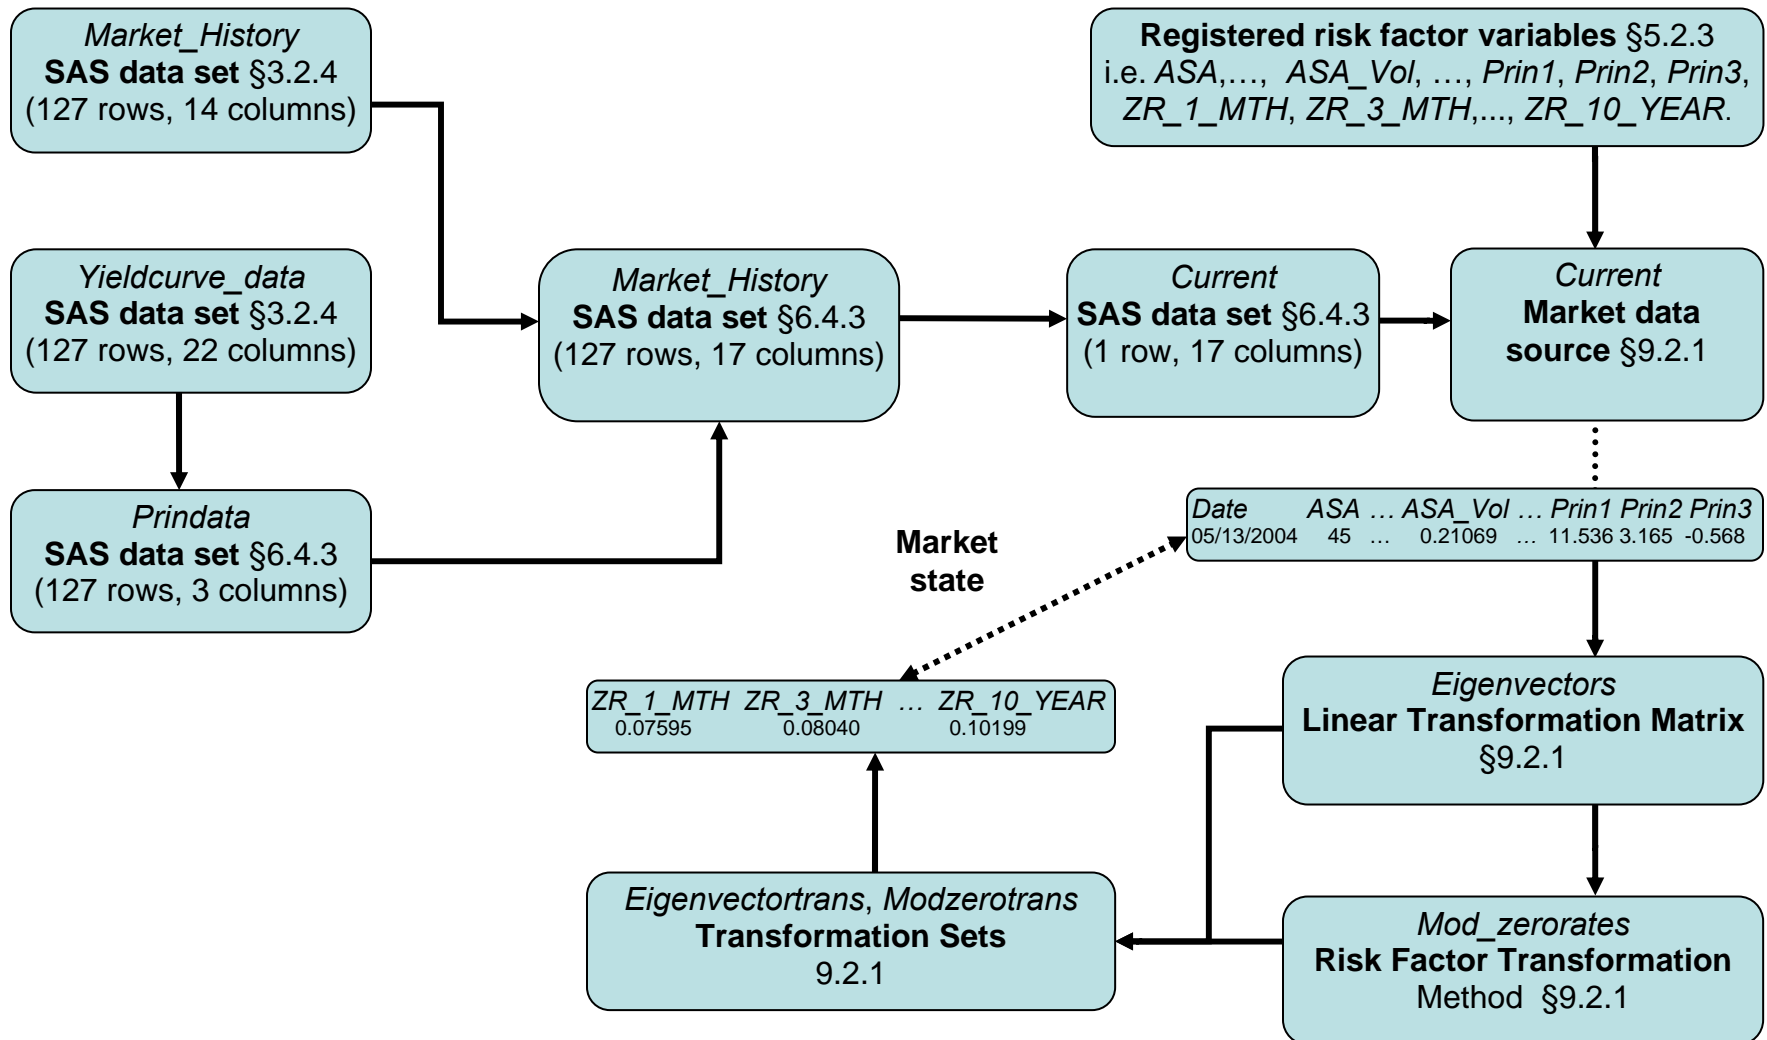 Market_History
SAS data set §3.2.4
(127 rows, 14 columns)
Registered risk factor variables §5.2.3
i.e. ASA,…, ASA_Vol, …, Prin1, Prin2, Prin3,
ZR_1_MTH, ZR_3_MTH,..., ZR_10_YEAR.
Yieldcurve_data
SAS data set §3.2.4
(127 rows, 22 columns)
Market_History
SAS data set §6.4.3
(127 rows, 17 columns)
Current
SAS data set §6.4.3
(1 row, 17 columns)
Current
Market data
source §9.2.1
Prindata
SAS data set §6.4.3
(127 rows, 3 columns)
Market
state
Date ASA … ASA_Vol … Prin1 Prin2 Prin3
05/13/2004 45 … 0.21069 … 11.536 3.165 -0.568
ZR_1_MTH ZR_3_MTH … ZR_10_YEAR
0.07595 0.08040 0.10199
Eigenvectors
Linear Transformation Matrix
§9.2.1
Eigenvectortrans, Modzerotrans
Transformation Sets
9.2.1
Mod_zerorates
Risk Factor Transformation
Method §9.2.1